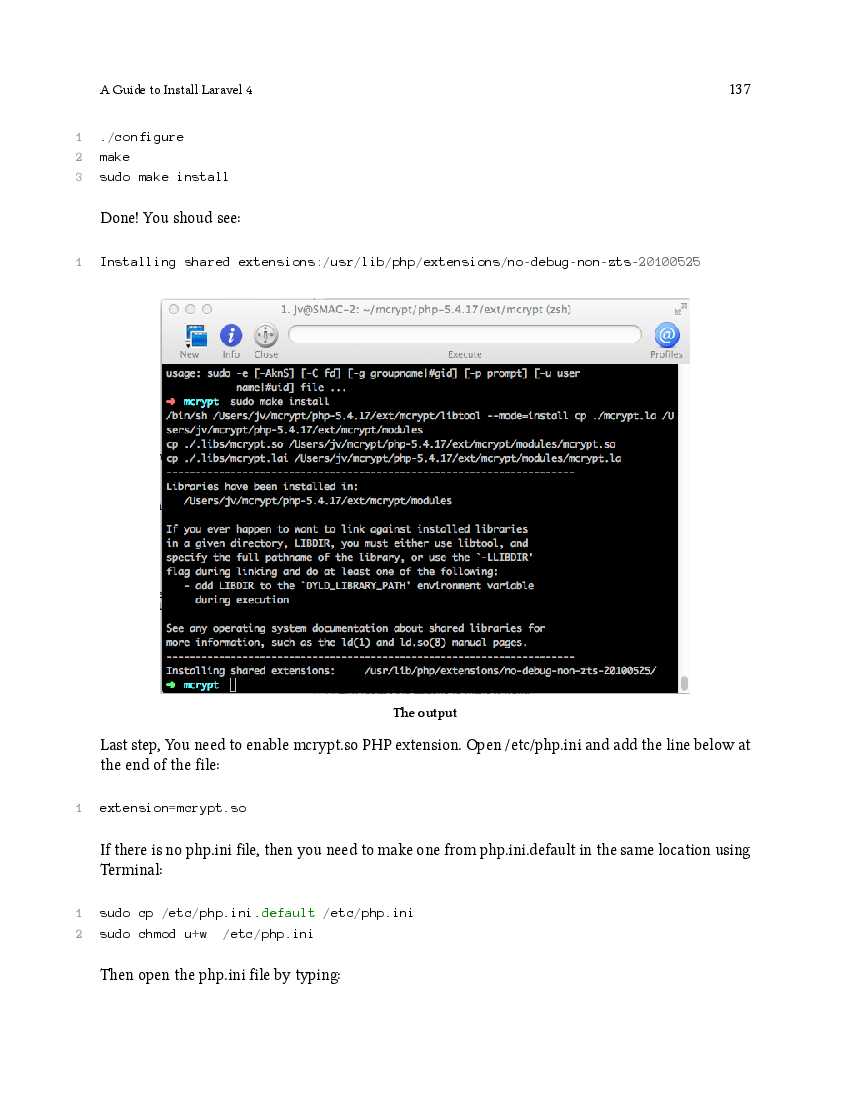 A Guide to Install Laravel 4 137
1 ./configure
2 make
3 sudo make install
Done! You shoud see:
1 Installing shared extensions:/usr/lib/php/extensions/no-debug-non-zts-20100525
1. jv@SMAC-2: ~/mcrypt/php-5.4.17/ext/mcrypt (zsh)
New Info Close Execute Profiles
usage: sudo -e [-AknS] [-C fd] [-g groupname|#gid] [-p prompt] [-u user
name|#uid] file ...
➜ mcrypt sudo make install
/bin/sh /Users/jv/mcrypt/php-5.4.17/ext/mcrypt/libtool --mode=install cp ./mcrypt.la /U
sers/jv/mcrypt/php-5.4.17/ext/mcrypt/modules
cp ./.libs/mcrypt.so /Users/jv/mcrypt/php-5.4.17/ext/mcrypt/modules/mcrypt.so
cp ./.libs/mcrypt.lai /Users/jv/mcrypt/php-5.4.17/ext/mcrypt/modules/mcrypt.la
----------------------------------------------------------------------
Libraries have been installed in:
/Users/jv/mcrypt/php-5.4.17/ext/mcrypt/modules
If you ever happen to want to link against installed libraries
in a given directory, LIBDIR, you must either use libtool, and
specify the full pathname of the library, or use the `-LLIBDIR'
flag during linking and do at least one of the following:
- add LIBDIR to the `DYLD_LIBRARY_PATH' environment variable
during execution
See any operating system documentation about shared libraries for
more information, such as the ld(1) and ld.so(8) manual pages.
----------------------------------------------------------------------
Installing shared extensions: /usr/lib/php/extensions/no-debug-non-zts-20100525/
➜ mcrypt
The output
Last step, You need to enable mcrypt.so PHP extension. Open /etc/php.ini and add the line below at
the end of the file:
1 extension=mcrypt.so
If there is no php.ini file, then you need to make one from php.ini.default in the same location using
Terminal:
1 sudo cp /etc/php.ini.default /etc/php.ini
2 sudo chmod u+w  /etc/php.ini
Then open the php.ini file by typing: